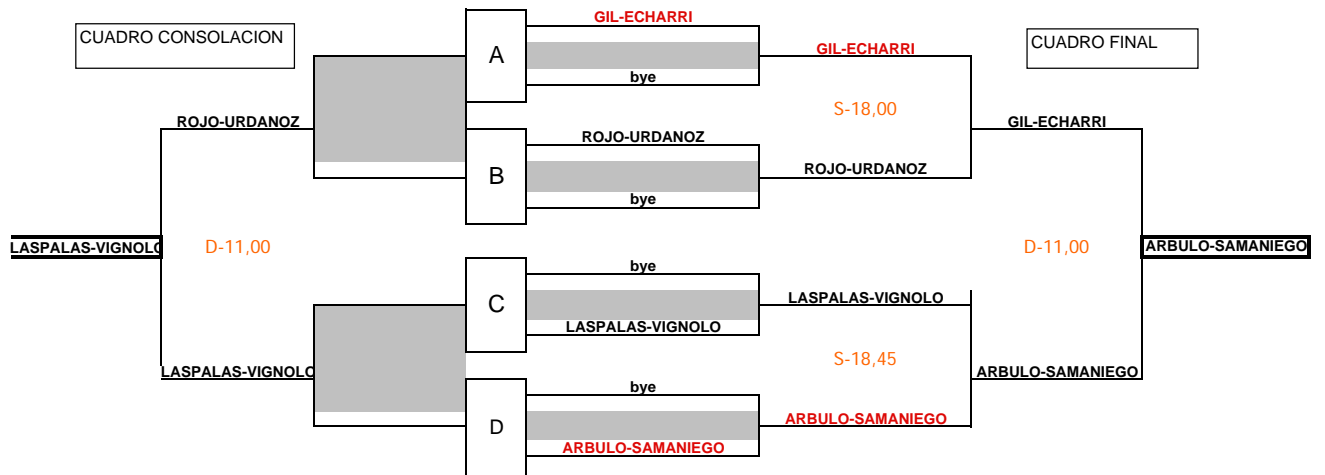 GIL-ECHARRI
CUADRO CONSOLACION
A
CUADRO FINAL
GIL-ECHARRI
bye
S-18,00
ROJO-URDANOZ
GIL-ECHARRI
ROJO-URDANOZ
B
ROJO-URDANOZ
bye
LASPALAS-VIGNOLO
D-11,00
D-11,00
ARBULO-SAMANIEGO
bye
C
LASPALAS-VIGNOLO
LASPALAS-VIGNOLO
S-18,45
LASPALAS-VIGNOLO
ARBULO-SAMANIEGO
bye
D
ARBULO-SAMANIEGO
ARBULO-SAMANIEGO